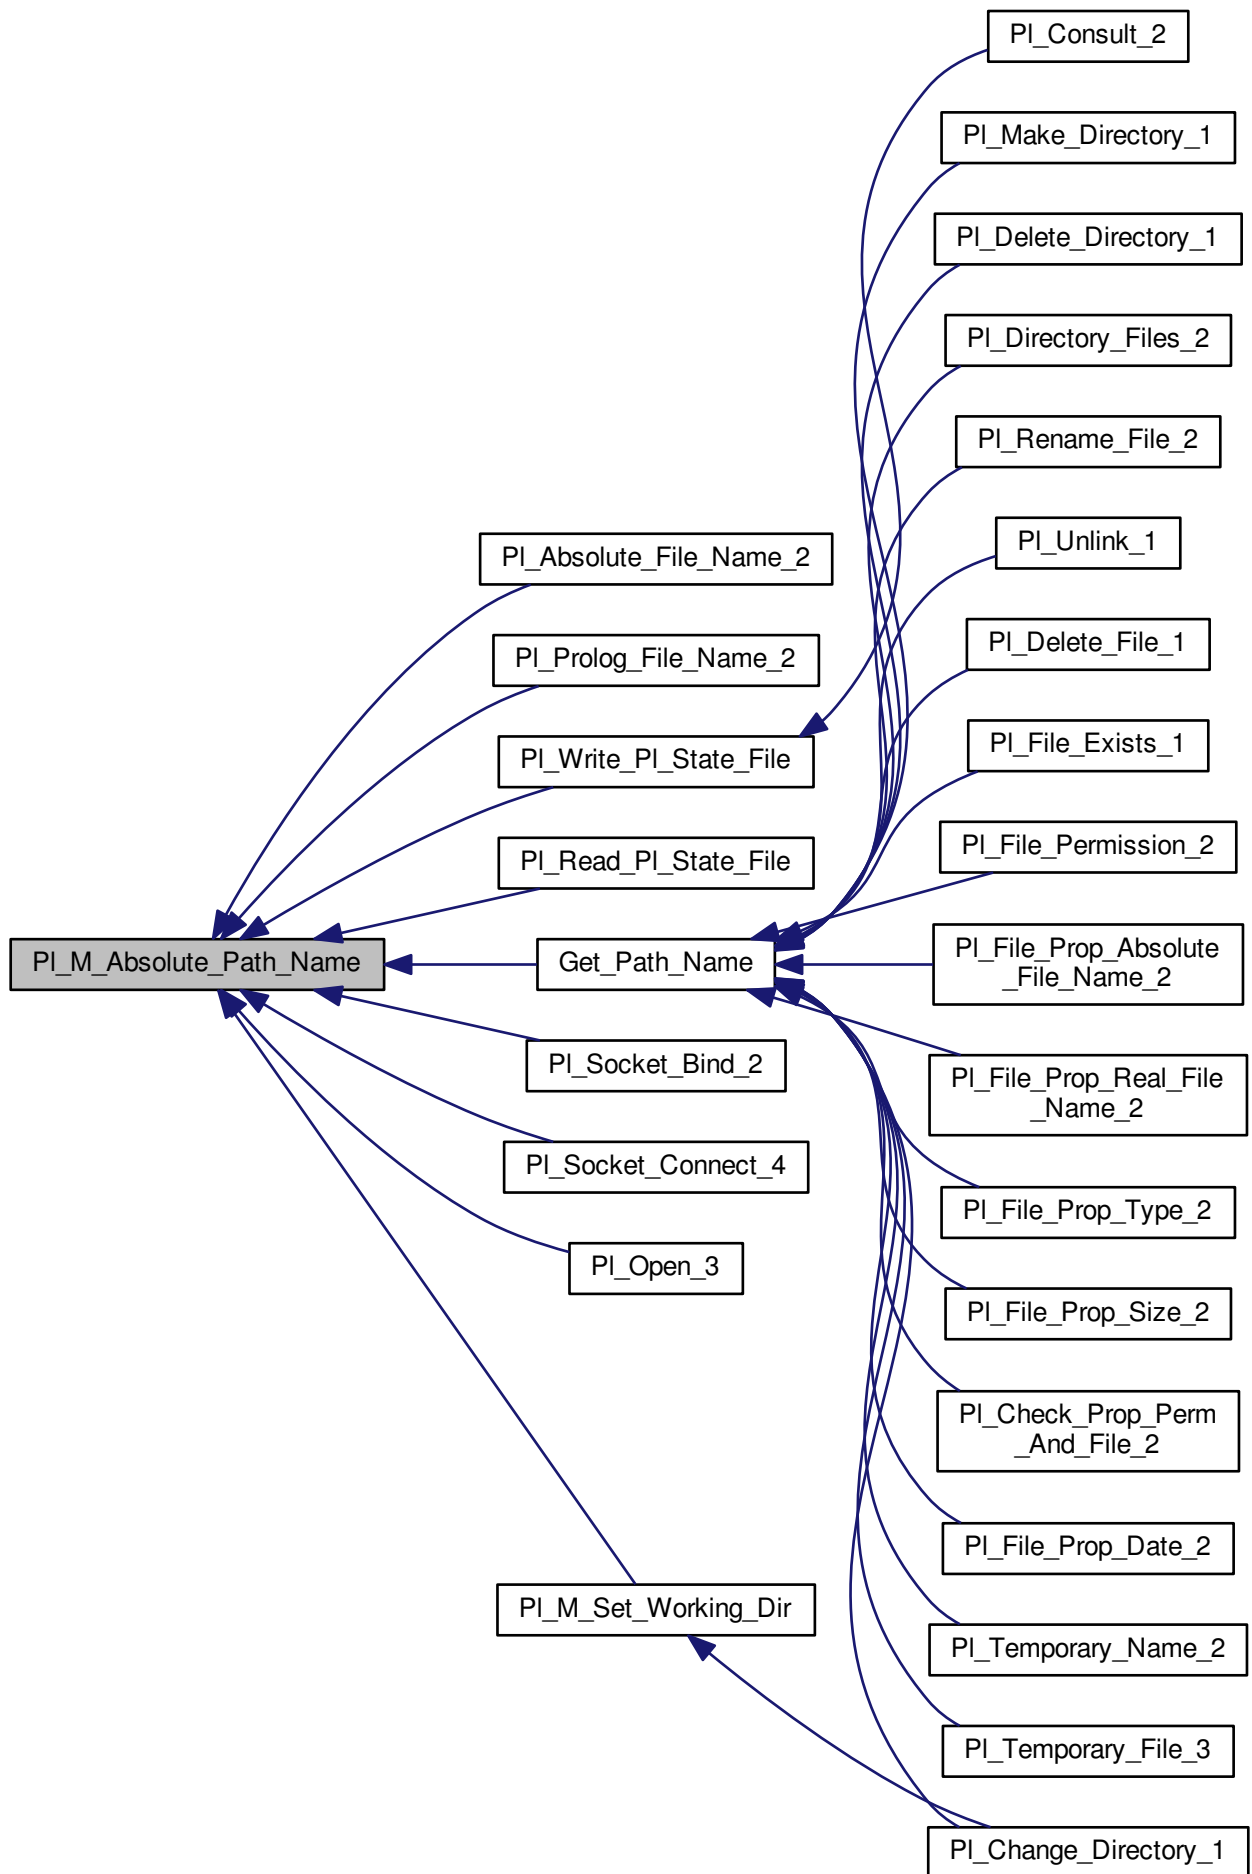 Pl_Consult_2
Pl_Make_Directory_1
Pl_Delete_Directory_1
Pl_Directory_Files_2
Pl_Rename_File_2
Pl_Unlink_1
Pl_Absolute_File_Name_2
Pl_Delete_File_1
Pl_Prolog_File_Name_2
Pl_File_Exists_1
Pl_Write_Pl_State_File
Pl_File_Permission_2
Pl_Read_Pl_State_File
Pl_M_Absolute_Path_Name
Get_Path_Name
Pl_File_Prop_Absolute
_File_Name_2
Pl_Socket_Bind_2
Pl_File_Prop_Real_File
_Name_2
Pl_Socket_Connect_4
Pl_File_Prop_Type_2
Pl_Open_3
Pl_File_Prop_Size_2
Pl_Check_Prop_Perm
_And_File_2
Pl_File_Prop_Date_2
Pl_M_Set_Working_Dir
Pl_Temporary_Name_2
Pl_Temporary_File_3
Pl_Change_Directory_1